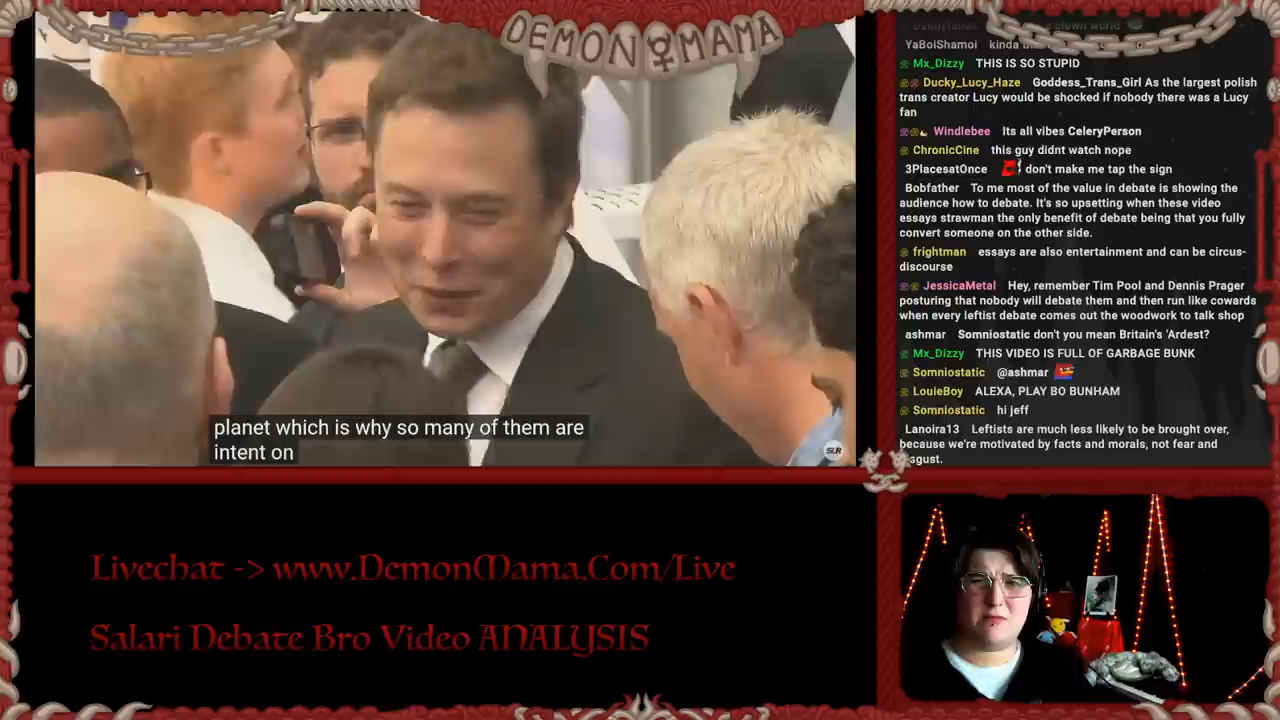 DEMON MAMA
a clown world
YaBoiShamoi kinda
Mx_Dizzy THIS IS SO STUPID
Ducky_Lucy_Haze Goddess_Trans_Girl As the largest polish
trans creator Lucy would be shocked if nobody there was a Lucy
fan
Windlebee Its all vibes CeleryPerson
ChronicCine this guy didnt watch nope
3PlacesatOnce don't make me tap the sign
Bobfather To me most of the value in debate is showing the
audience how to debate. It's so upsetting when these video
essays strawman the only benefit of debate being that you fully
convert someone on the other side.
frightman essays are also entertainment and can be circus-
discourse
JessicaMetal Hey, remember Tim Pool and Dennis Prager
posturing that nobody will debate them and then run like cowards
when every leftist debate comes out the woodwork to talk shop
ashmar Somniostatic don't you mean Britain's 'Ardest?
Mx_Dizzy THIS VIDEO IS FULL OF GARBAGE BUNK
Somniostatic @ashmar
LouieBoy ALEXA, PLAY BO BUNHAM
Somniostatic hi jeff
Lanoira13 Leftists are much less likely to be brought over,
because we're motivated by facts and morals, not fear and
sgust.
planet which is why so many of them are
intent on
SLR
Livechat -> www.DemonMama.Com/Live
Salari Debate Bro Video ANALYSIS